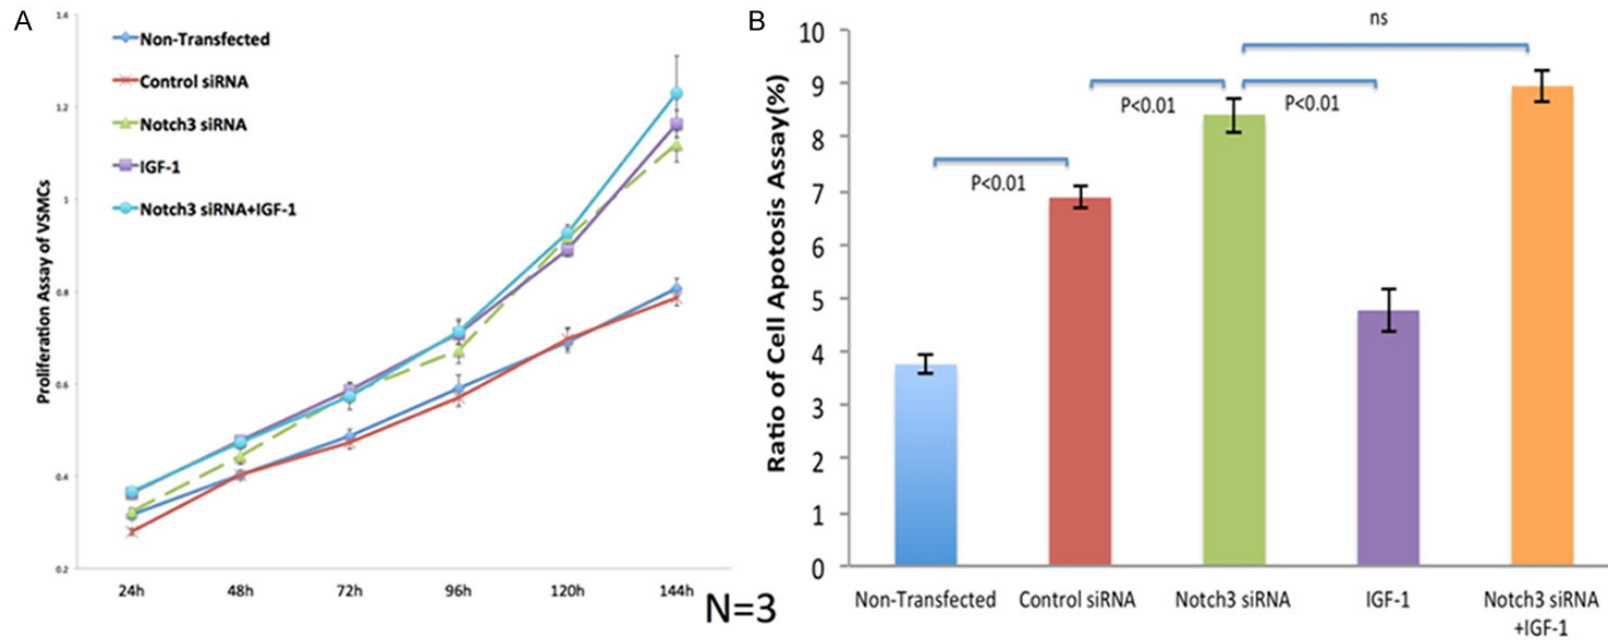 A
1.4
1.2
1
0.8
0.6
0.4
0.2
Proliferation Assay of VSMCs
Non-Transfected
Control siRNA
Notch3 siRNA
IGF-1
Notch3 siRNA+IGF-1
24h
48h
72h
96h
120h
144h
N=3
B
Ratio of Cell Apotosis Assay(%)
10
9
8
7
6
5
4
3
2
1
0
ns
P<0.01
P<0.01
P<0.01
Non-Transfected
Control siRNA
Notch3 siRNA
IGF-1
Notch3 siRNA
+IGF-1